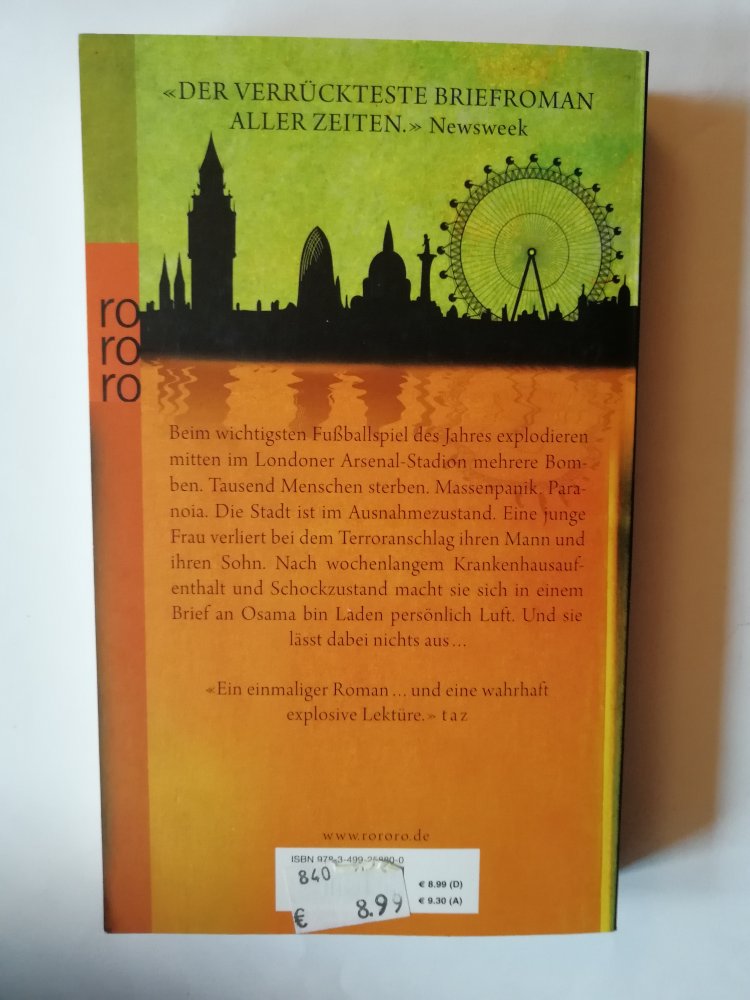 «DER VERRÜCKTESTE BRIEFROMAN
ALLER ZEITEN.» Newsweek
ro
ro
ro
Beim wichtigsten Fußballspiel des Jahres explodieren
mitten im Londoner Arsenal-Stadion mehrere Bom-
ben. Tausend Menschen sterben. Massenpanik. Para-
noia. Die Stadt ist im Ausnahmezustand. Eine junge
Frau verliert bei dem Terroranschlag ihren Mann und
ihren Sohn. Nach wochenlangem Krankenhausauf-
enthalt und Schockzustand macht sie sich in einem
Brief an Osama bin Laden persönlich Luft. Und sie
lässt dabei nichts aus ...
«Ein einmaliger Roman ... und eine wahrhaft
explosive Lektüre.» taz
www.rororo.de
ISBN
€ 8.99 (D)
€ 9.30 (A)
840
€ 8.99